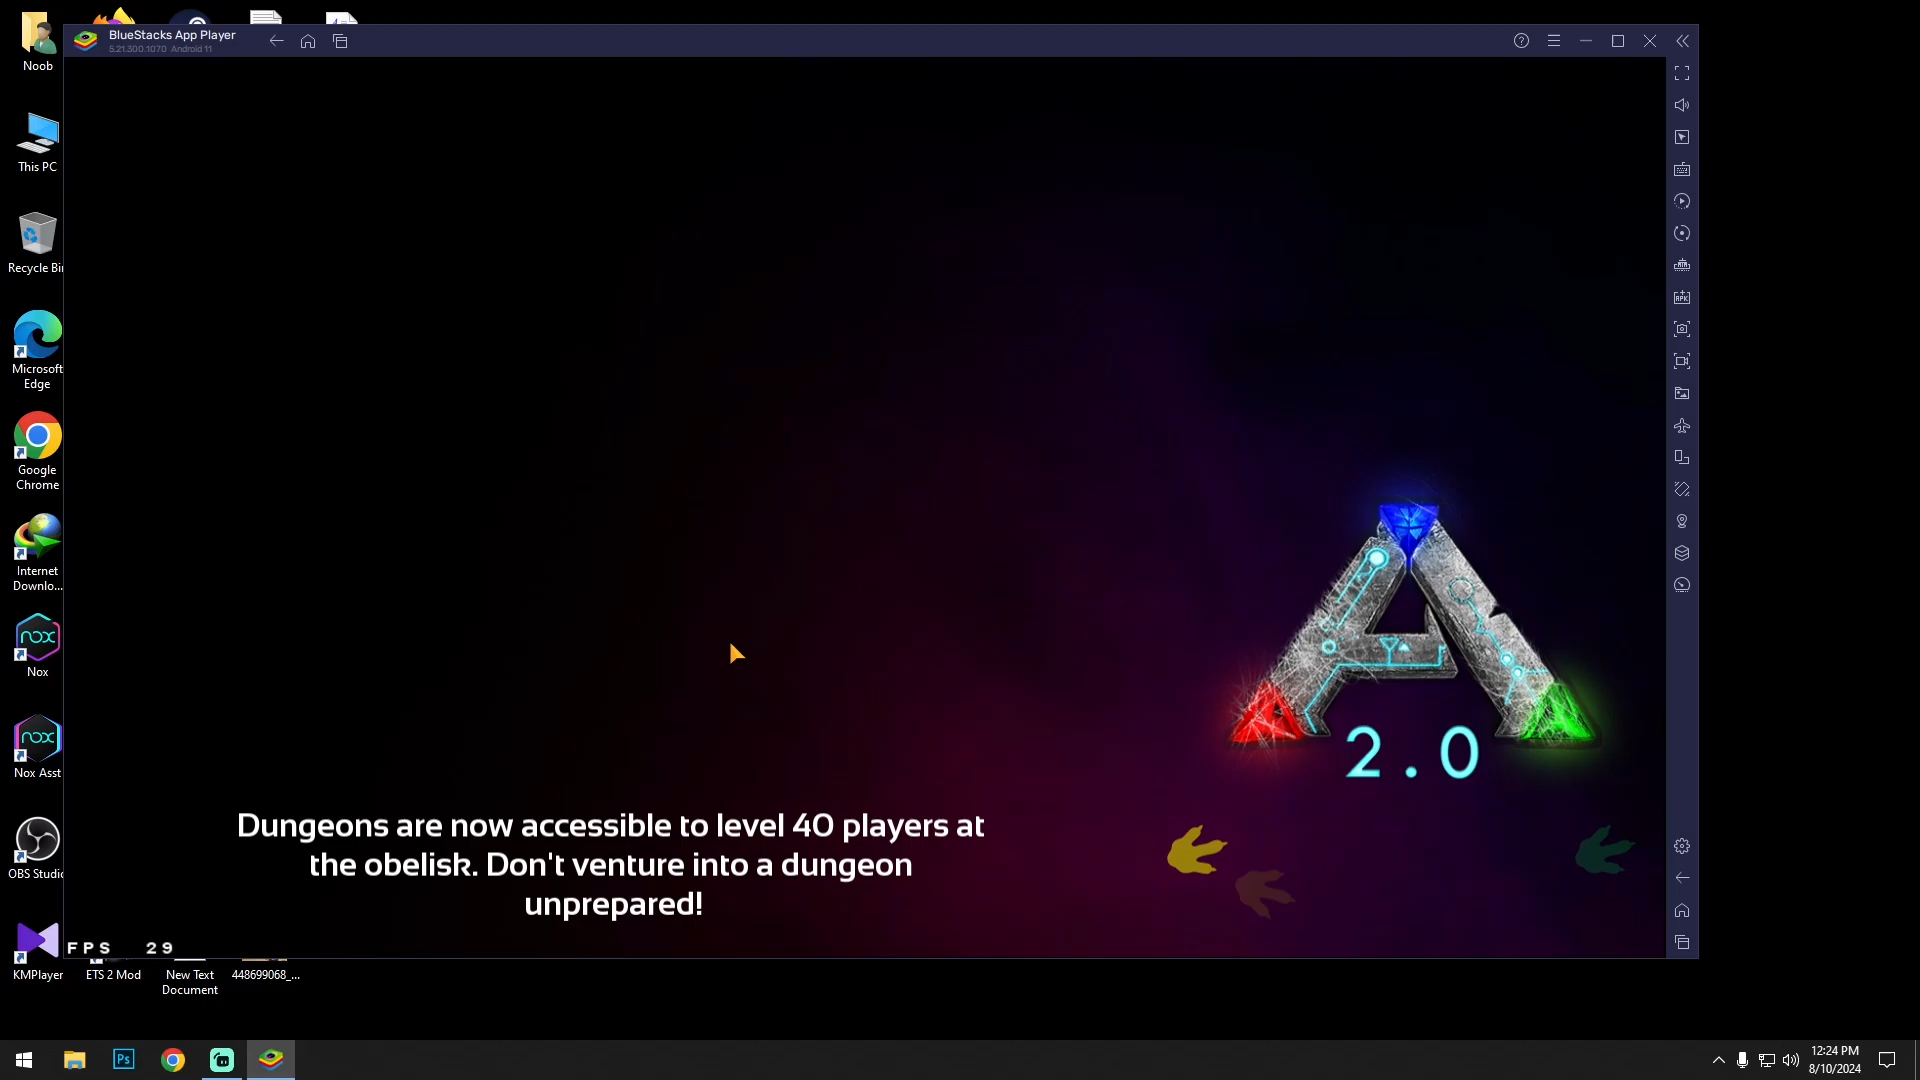 BlueStacks App Player
5.21.300.1070 Android 11
Noob
This PC
Recycle Bin
Microsoft
Edge
Google
Chrome
Internet
Downlo...
Nox
Nox Asst
OBS Studio
KMPlayer
ETS 2 Mod
New Text
Document
448699068_...
2.0
Dungeons are now accessible to level 40 players at
the obelisk. Don't venture into a dungeon
unprepared!
FPS 29
Ps
12:24 PM
8/10/2024